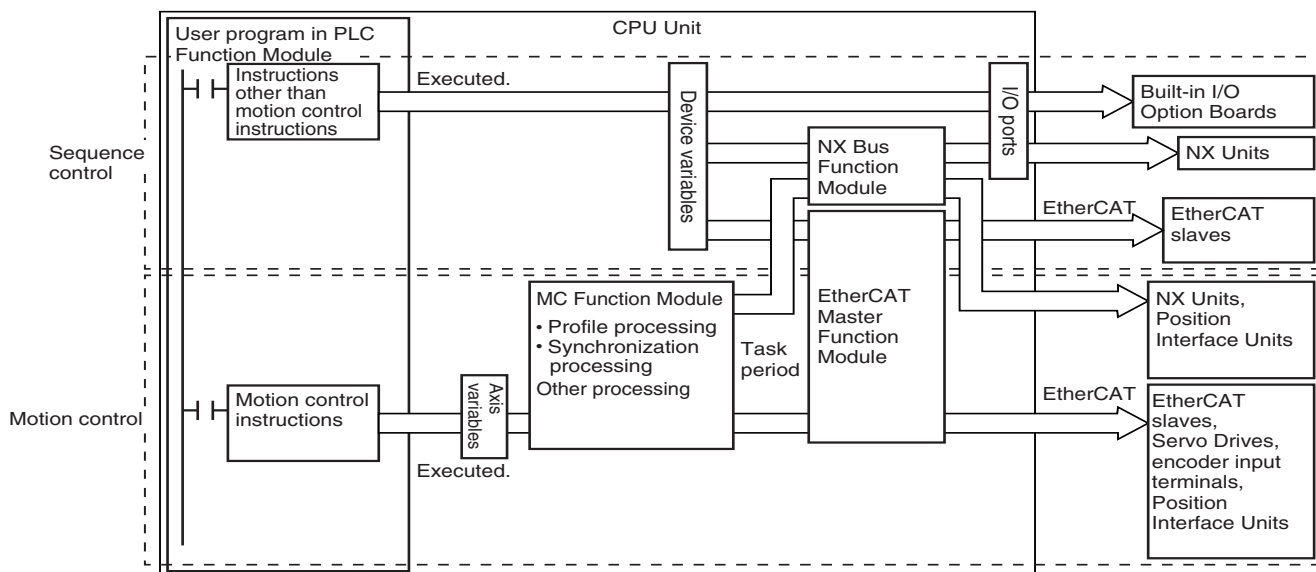 CPU Unit
User program in PLC
Function Module
Sequence
control
Instructions
other than
motion control
instructions
Executed.
Device variables
I/O ports
Built-in I/O
Option Boards
NX Bus
Function
Module
NX Units
EtherCAT
EtherCAT
slaves
Motion control
MC Function Module
• Profile processing
• Synchronization
processing
Other processing
Task
period
EtherCAT
Master
Function
Module
NX Units,
Position
Interface Units
Motion control
instructions
Axis
variables
Executed.
EtherCAT
EtherCAT
slaves,
Servo Drives,
encoder input
terminals,
Position
Interface Units